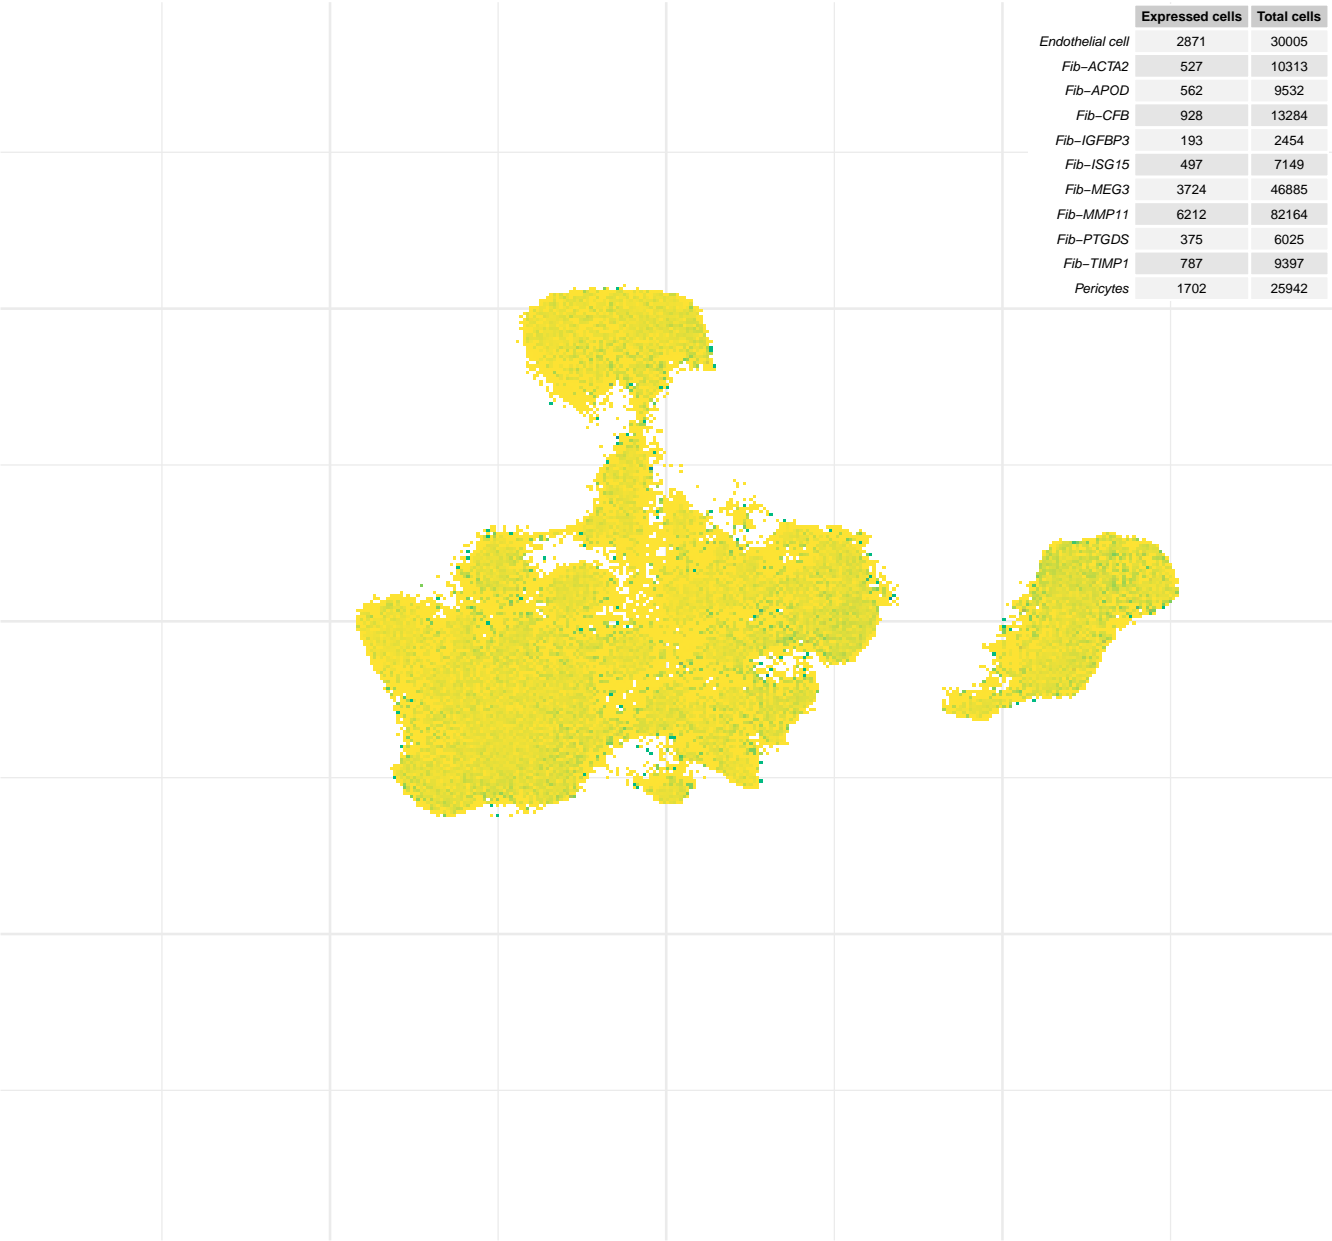 Expressed cells Total cells
Endothelial cell 2871 30005
Fib−ACTA2 527 10313
Fib−APOD 562 9532
Fib−CFB 928 13284
Fib−IGFBP3 193 2454
Fib−ISG15 497 7149
Fib−MEG3 3724 46885
Fib−MMP11 6212 82164
Fib−PTGDS 375 6025
Fib−TIMP1 787 9397
Pericytes 1702 25942